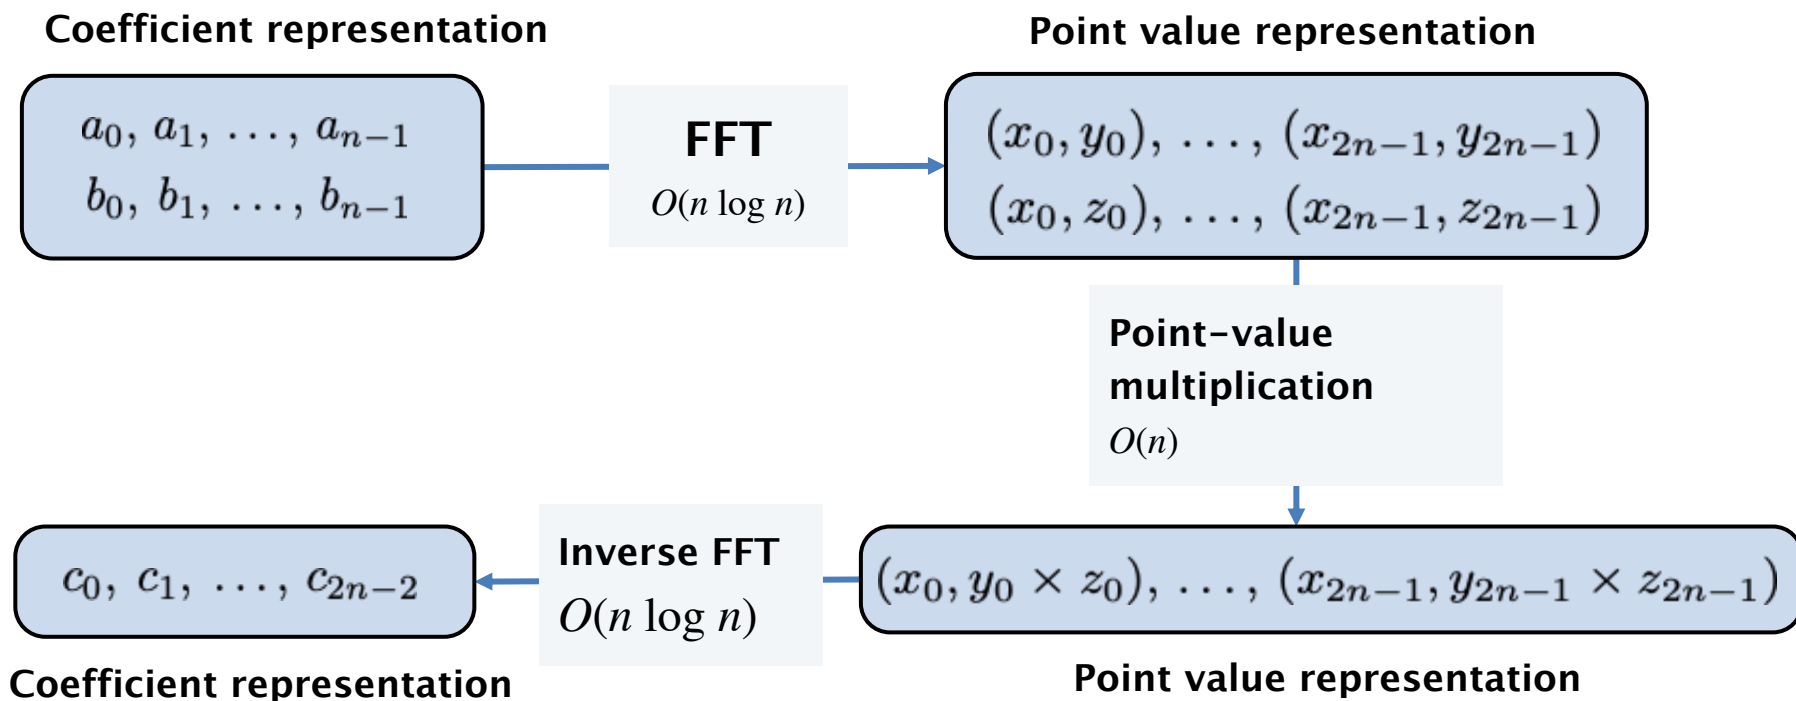 Coefficient representation
Point value representation
a₀, a₁, …, aₙ₋₁
b₀, b₁, …, bₙ₋₁
FFT
O(n log n)
(x₀, y₀), …, (x₂ₙ₋₁, y₂ₙ₋₁)
(x₀, z₀), …, (x₂ₙ₋₁, z₂ₙ₋₁)
Point-value
multiplication
O(n)
c₀, c₁, …, c₂ₙ₋₂
Inverse FFT
O(n log n)
(x₀, y₀ × z₀), …, (x₂ₙ₋₁, y₂ₙ₋₁ × z₂ₙ₋₁)
Coefficient representation
Point value representation